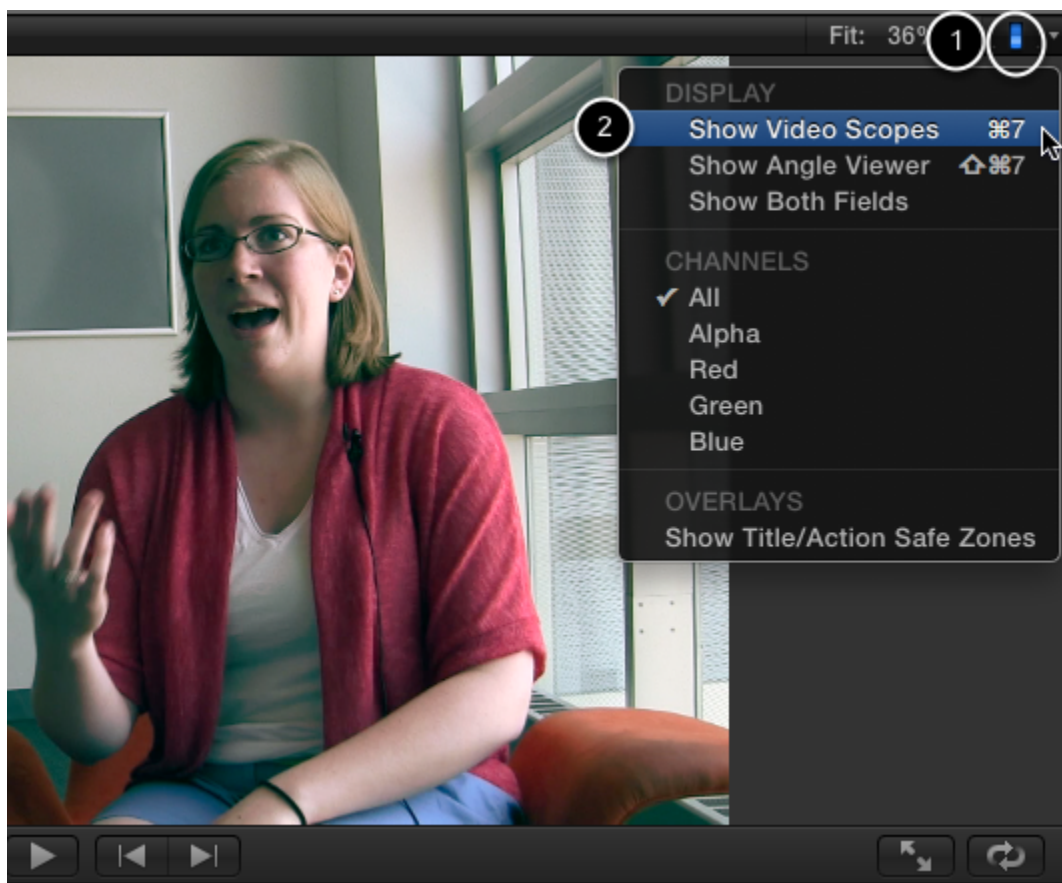 Fit: 36% 1
DISPLAY
2 Show Video Scopes ⌘7
Show Angle Viewer ⇧⌘7
Show Both Fields
CHANNELS
✓ All
Alpha
Red
Green
Blue
OVERLAYS
Show Title/Action Safe Zones